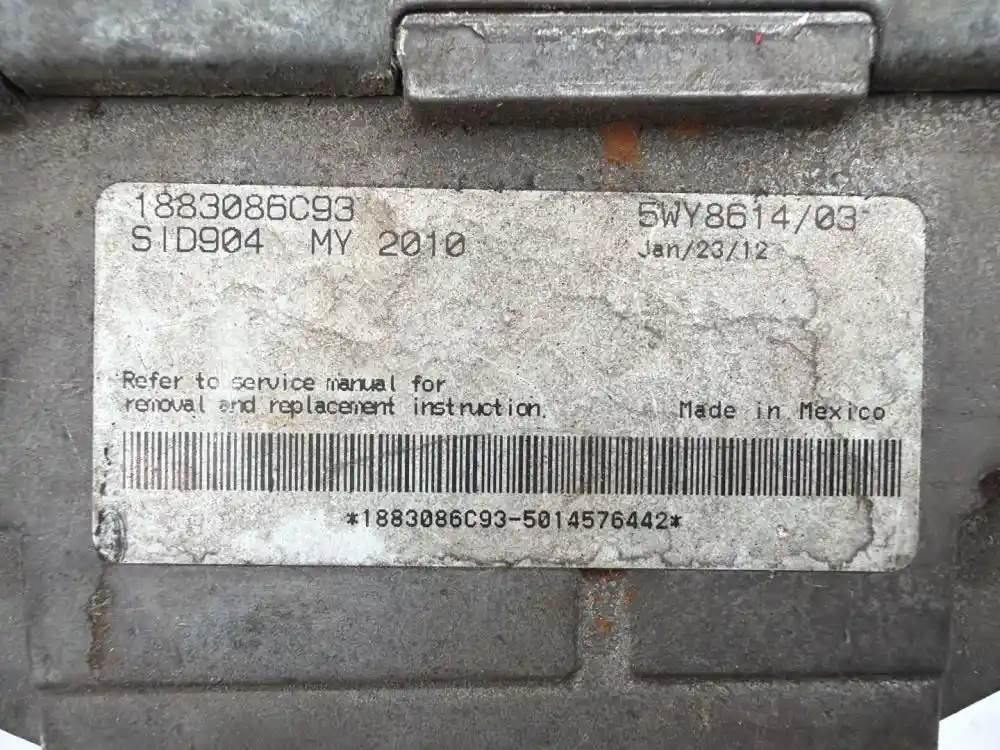 1883086C93 5WY8614/03
SID904 MY 2010 Jan/23/12
Refer to service manual for
removal and replacement instruction. Made in Mexico
*1883086C93-5014576442*